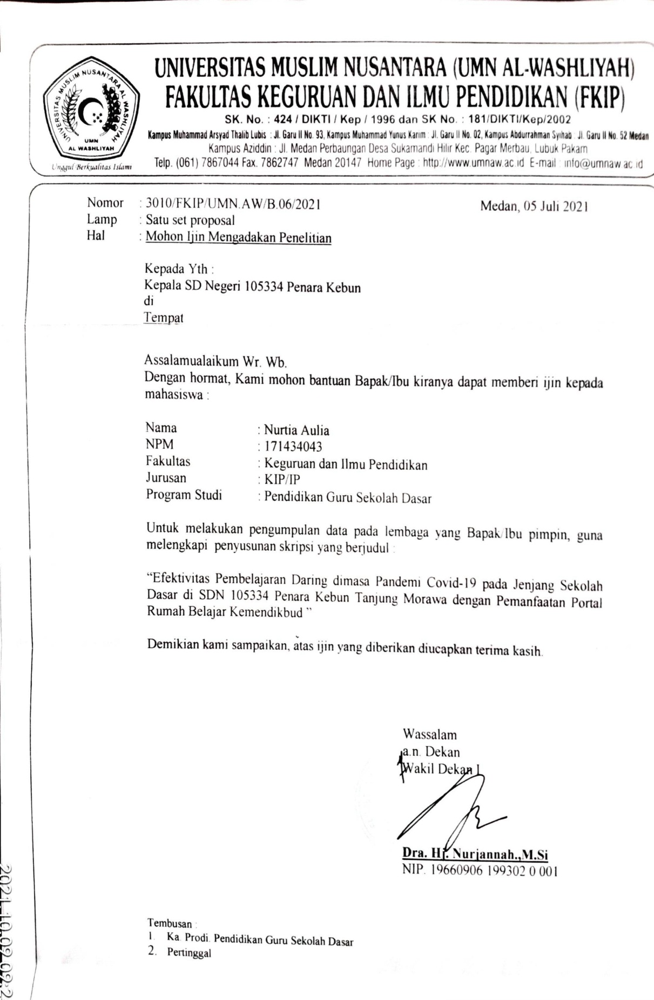 UNIVERSITAS MUSLIM NUSANTARA AL WASHLIYAH
UMN
AL WASHLIYAH
Unggul Berkualitas Islami
UNIVERSITAS MUSLIM NUSANTARA (UMN AL-WASHLIYAH)
FAKULTAS KEGURUAN DAN ILMU PENDIDIKAN (FKIP)
SK. No. : 424 / DIKTI / Kep / 1996 dan SK No. : 181/DIKTI/Kep/2002
Kampus Muhammad Arsyad Thalib Lubis : Jl. Garu II No. 93, Kampus Muhammad Yunus Karim : Jl. Garu II No. 02, Kampus Abdurrahman Syihab : Jl. Garu II No. 52 Medan
Kampus Aziddin : Jl. Medan Perbaungan Desa Sukamandi Hilir Kec. Pagar Merbau, Lubuk Pakam
Telp. (061) 7867044 Fax. 7862747 Medan 20147 Home Page : http://www.umnaw.ac.id E-mail : info@umnaw.ac.id
Nomor : 3010/FKIP/UMN.AW/B.06/2021 Medan, 05 Juli 2021
Lamp : Satu set proposal
Hal : Mohon Ijin Mengadakan Penelitian
Kepada Yth :
Kepala SD Negeri 105334 Penara Kebun
di
Tempat
Assalamualaikum Wr. Wb.
Dengan hormat, Kami mohon bantuan Bapak/Ibu kiranya dapat memberi ijin kepada
mahasiswa :
Nama : Nurtia Aulia
NPM : 171434043
Fakultas : Keguruan dan Ilmu Pendidikan
Jurusan : KIP/IP
Program Studi : Pendidikan Guru Sekolah Dasar
Untuk melakukan pengumpulan data pada lembaga yang Bapak/Ibu pimpin, guna
melengkapi penyusunan skripsi yang berjudul :
“Efektivitas Pembelajaran Daring dimasa Pandemi Covid-19 pada Jenjang Sekolah
Dasar di SDN 105334 Penara Kebun Tanjung Morawa dengan Pemanfaatan Portal
Rumah Belajar Kemendikbud ”
Demikian kami sampaikan, atas ijin yang diberikan diucapkan terima kasih.
Wassalam
a.n. Dekan
Wakil Dekan I
Dra. Hj. Nurjannah.,M.Si
NIP. 19660906 199302 0 001
Tembusan :
1. Ka. Prodi. Pendidikan Guru Sekolah Dasar
2. Pertinggal